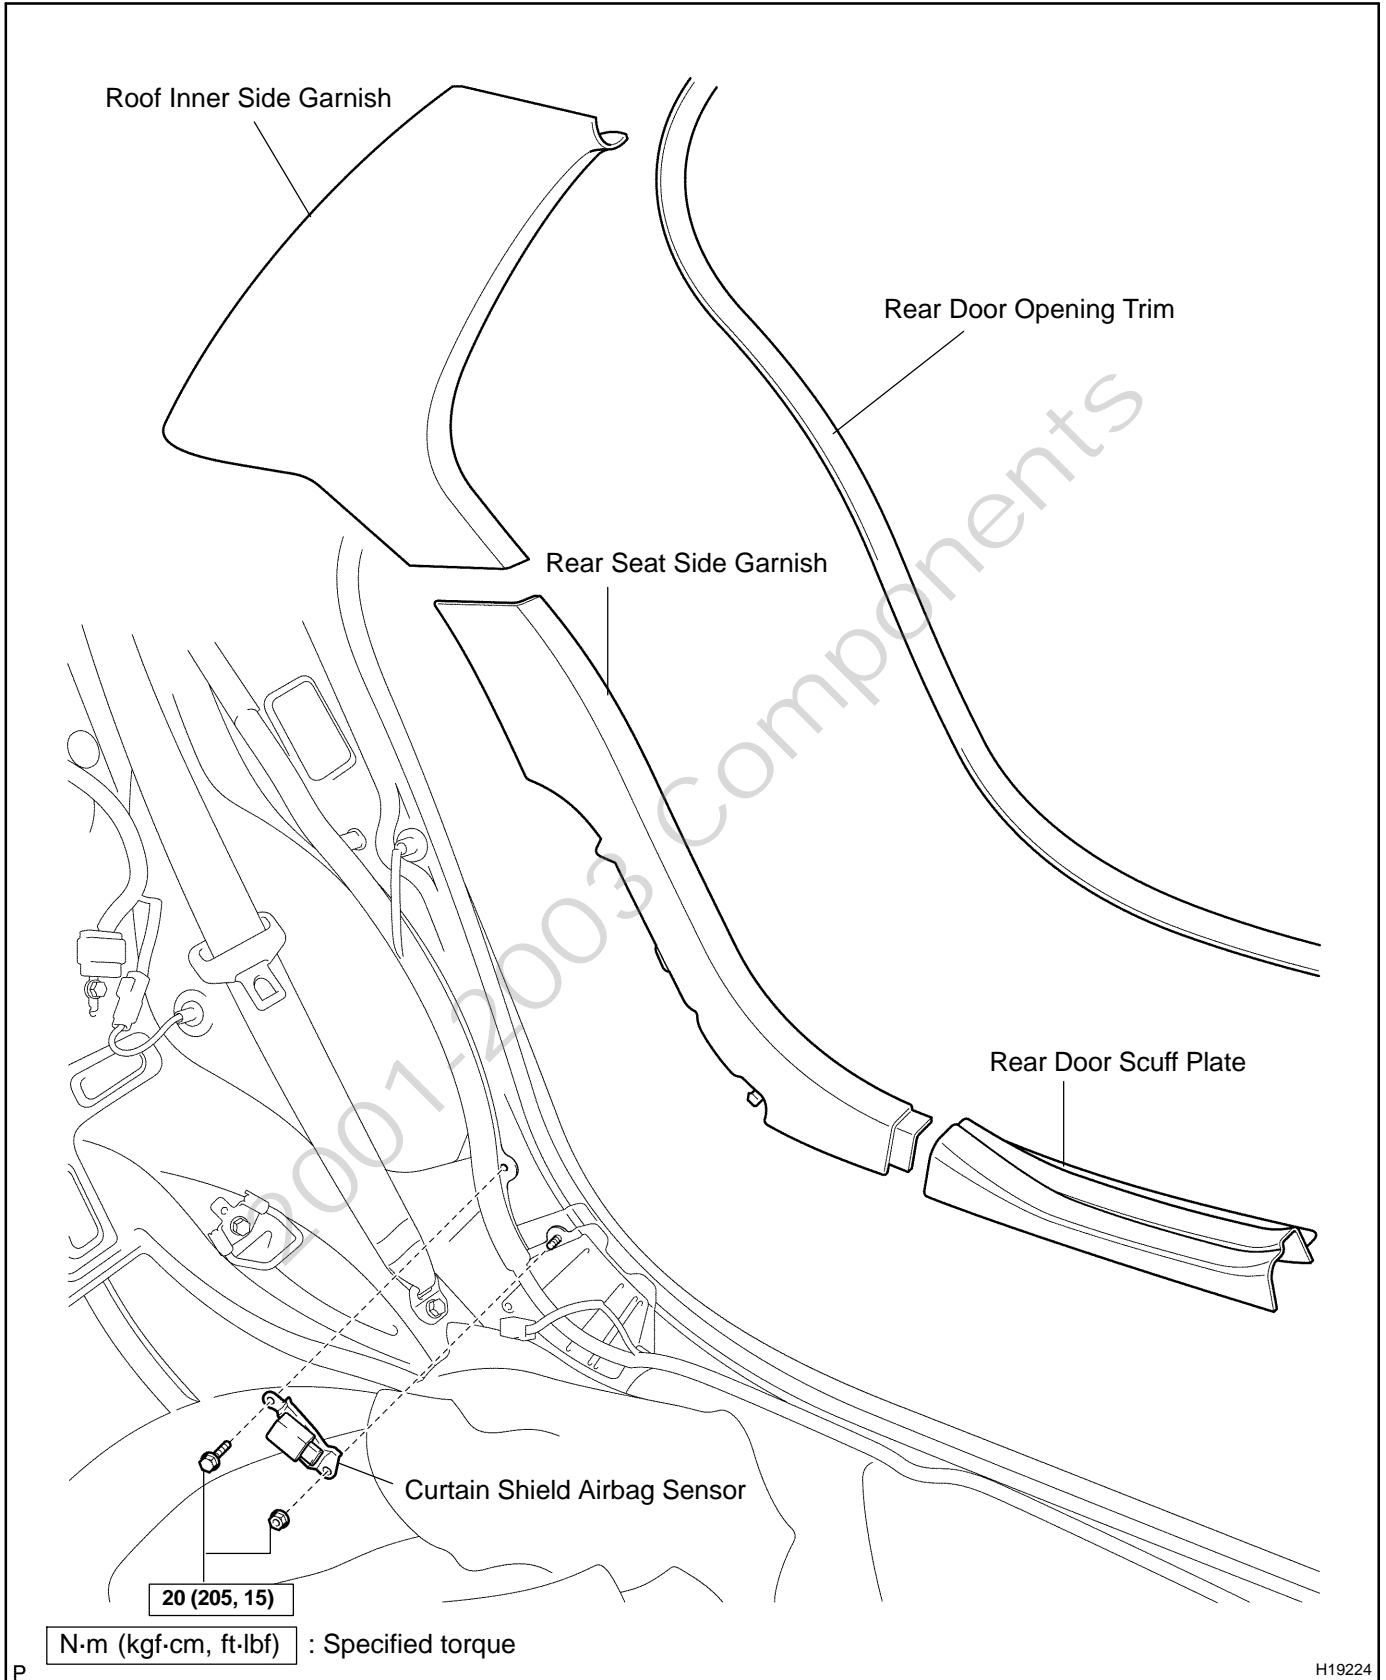 Roof Inner Side Garnish
Rear Door Opening Trim
Rear Seat Side Garnish
2001-2003 Components
Rear Door Scuff Plate
Curtain Shield Airbag Sensor
20 (205, 15)
N·m (kgf·cm, ft·lbf) : Specified torque
P
H19224